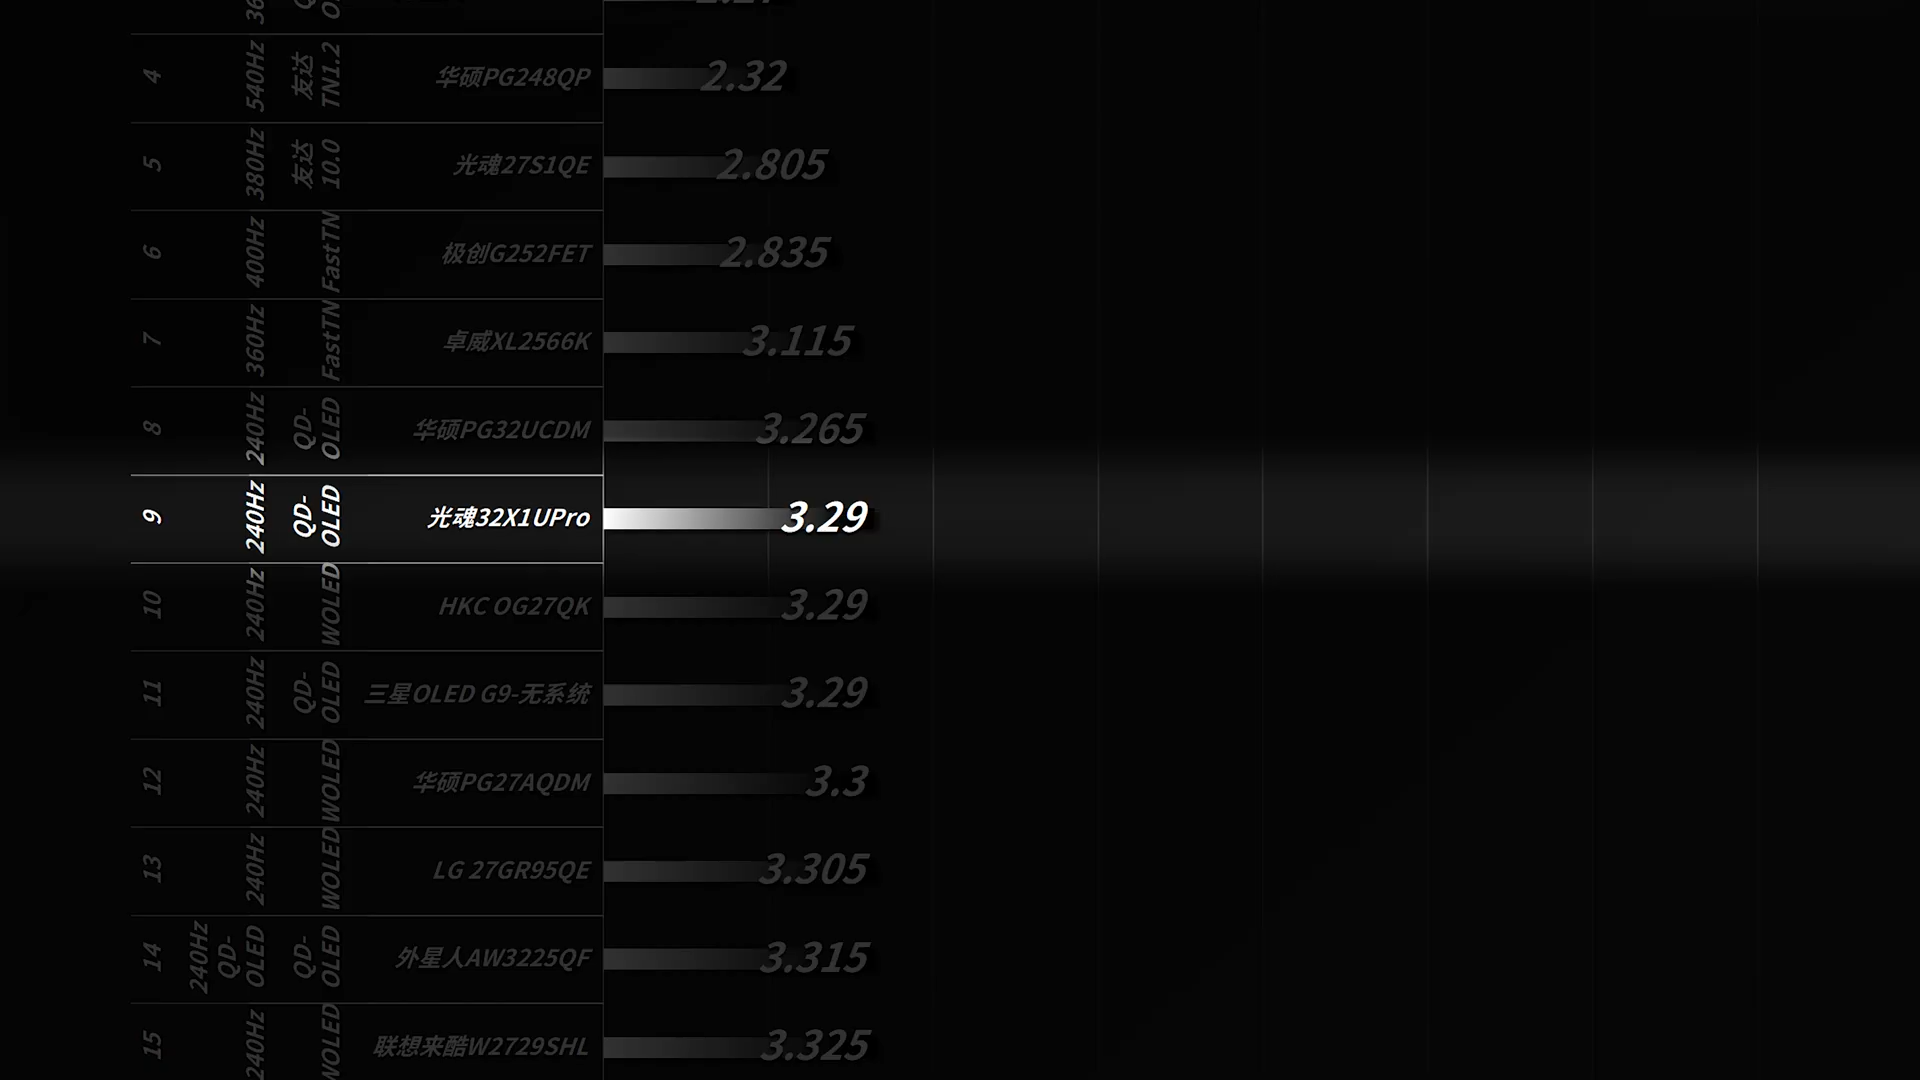 4 540Hz 友达 TN1.2 华硕PG248QP 2.32
5 380Hz 友达 10.0 光魂27S1QE 2.805
6 400Hz FastTN 极创G252FET 2.835
7 360Hz FastTN 卓威XL2566K 3.115
8 240Hz QD-OLED 华硕PG32UCDM 3.265
9 240Hz QD-OLED 光魂32X1UPro 3.29
10 240Hz WOLED HKC OG27QK 3.29
11 240Hz QD-OLED 三星OLED G9-无系统 3.29
12 240Hz WOLED 华硕PG27AQDM 3.3
13 240Hz WOLED LG 27GR95QE 3.305
14 240Hz QD-OLED QD-OLED 外星人AW3225QF 3.315
15 240Hz WOLED 联想来酷W2729SHL 3.325